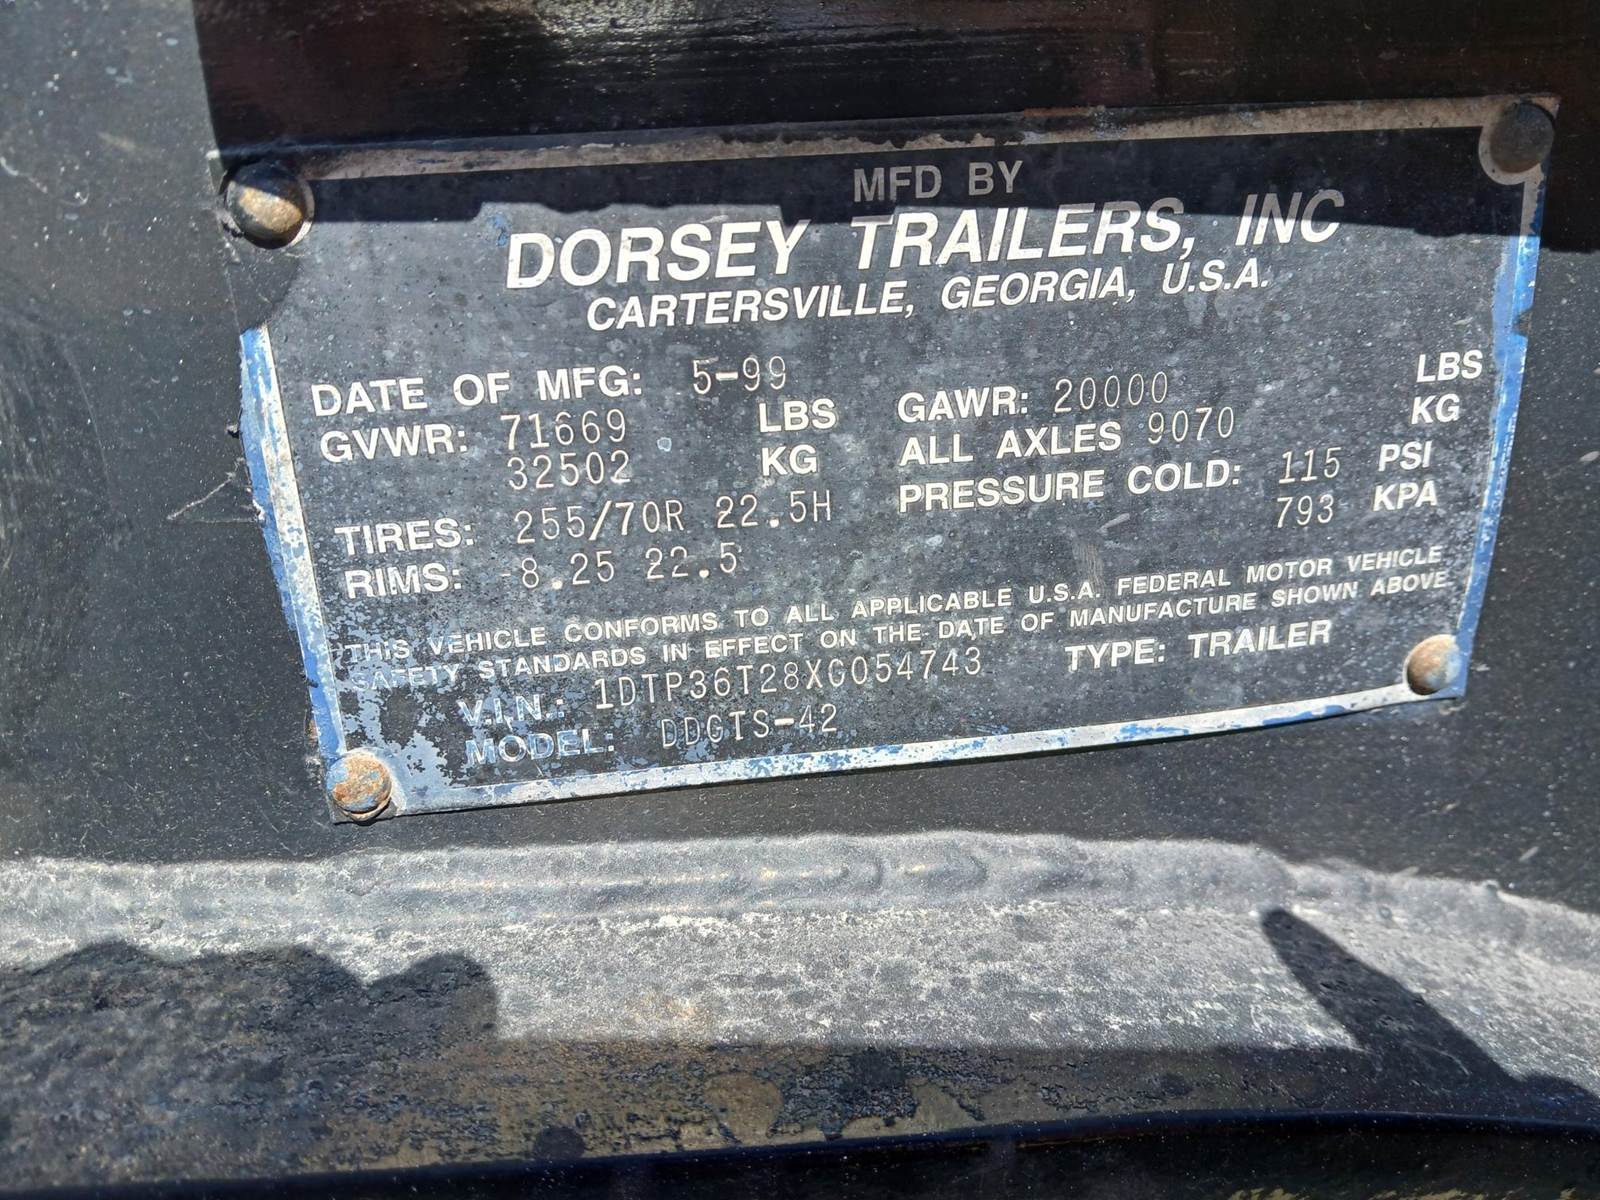 MFD BY
DORSEY TRAILERS, INC
CARTERSVILLE, GEORGIA, U.S.A.
DATE OF MFG: 5-99
GVWR: 71669 LBS GAWR: 20000 LBS
32502 KG ALL AXLES 9070 KG
TIRES: 255/70R 22.5H PRESSURE COLD: 115 PSI
RIMS: 8.25 22.5 793 KPA
THIS VEHICLE CONFORMS TO ALL APPLICABLE U.S.A. FEDERAL MOTOR VEHICLE
SAFETY STANDARDS IN EFFECT ON THE DATE OF MANUFACTURE SHOWN ABOVE
V.I.N.: 1DTP36T28XG054743 TYPE: TRAILER
MODEL: DDGTS-42